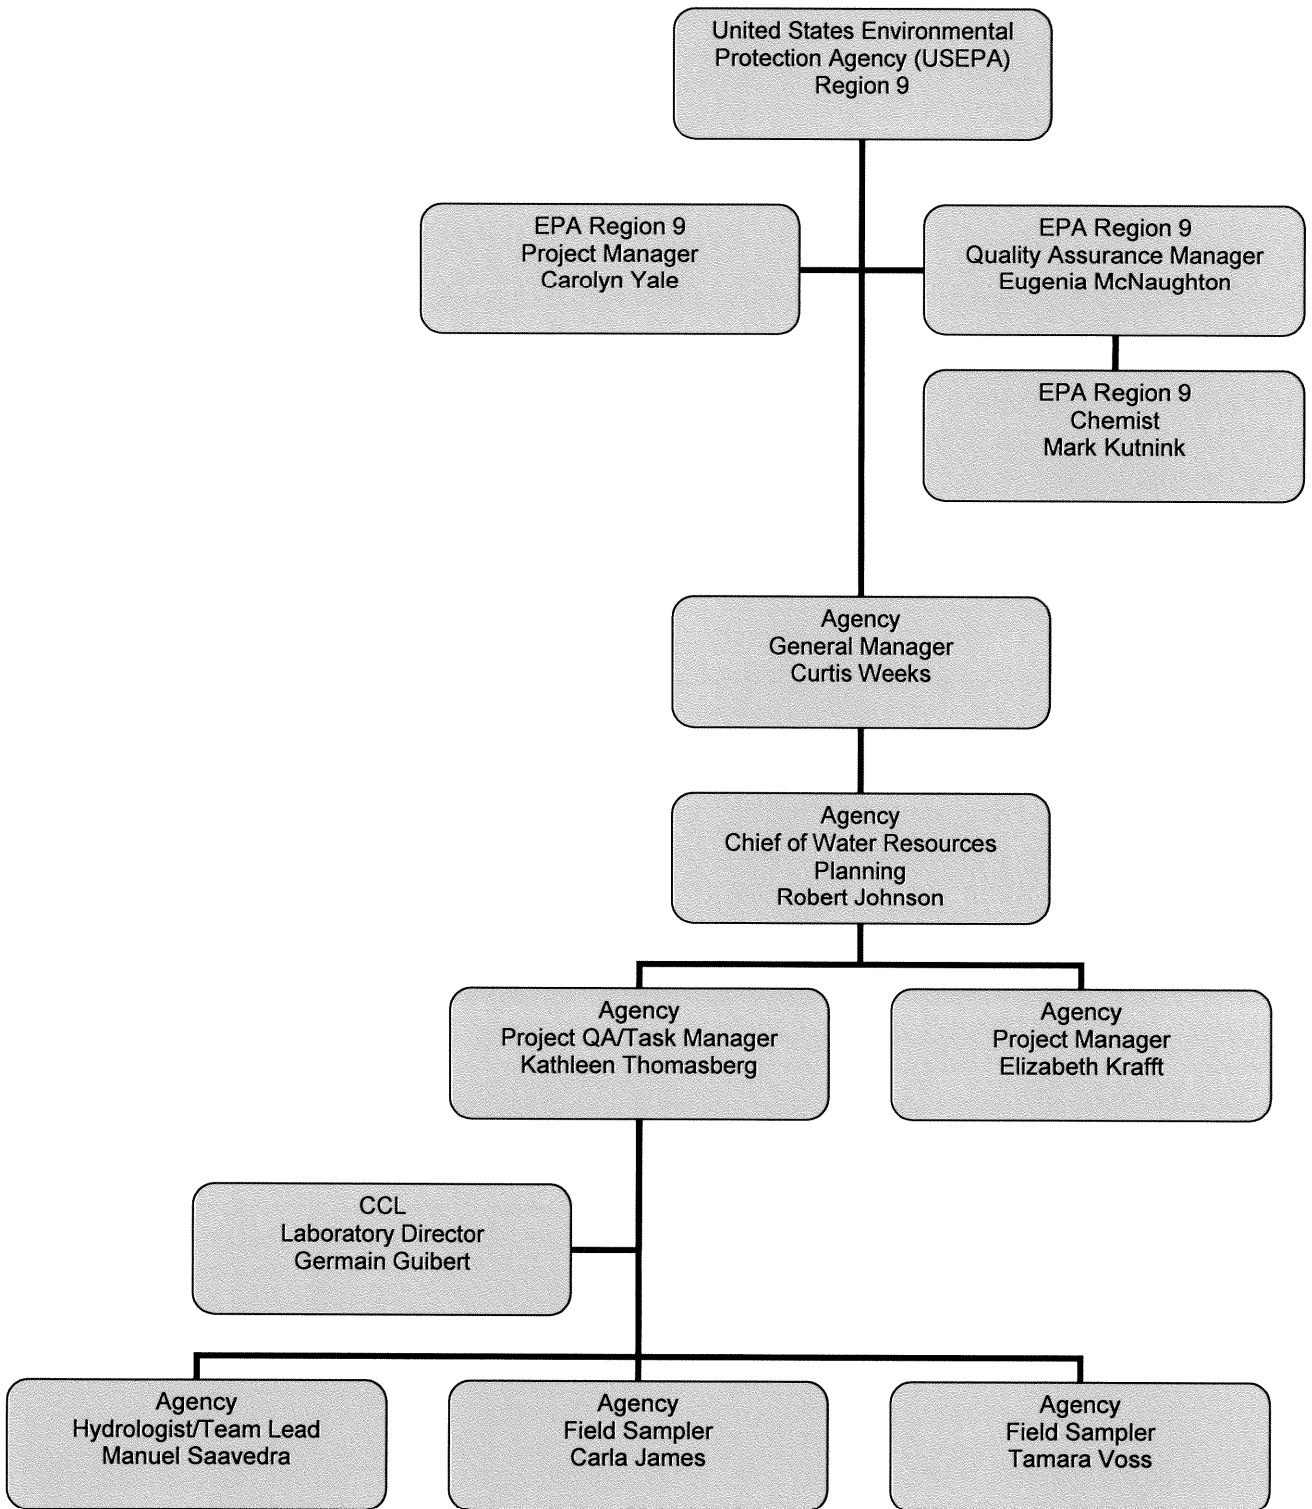 United States Environmental
Protection Agency (USEPA)
Region 9
EPA Region 9
Project Manager
Carolyn Yale
EPA Region 9
Quality Assurance Manager
Eugenia McNaughton
EPA Region 9
Chemist
Mark Kutnink
Agency
General Manager
Curtis Weeks
Agency
Chief of Water Resources
Planning
Robert Johnson
Agency
Project QA/Task Manager
Kathleen Thomasberg
Agency
Project Manager
Elizabeth Krafft
CCL
Laboratory Director
Germain Guibert
Agency
Hydrologist/Team Lead
Manuel Saavedra
Agency
Field Sampler
Carla James
Agency
Field Sampler
Tamara Voss